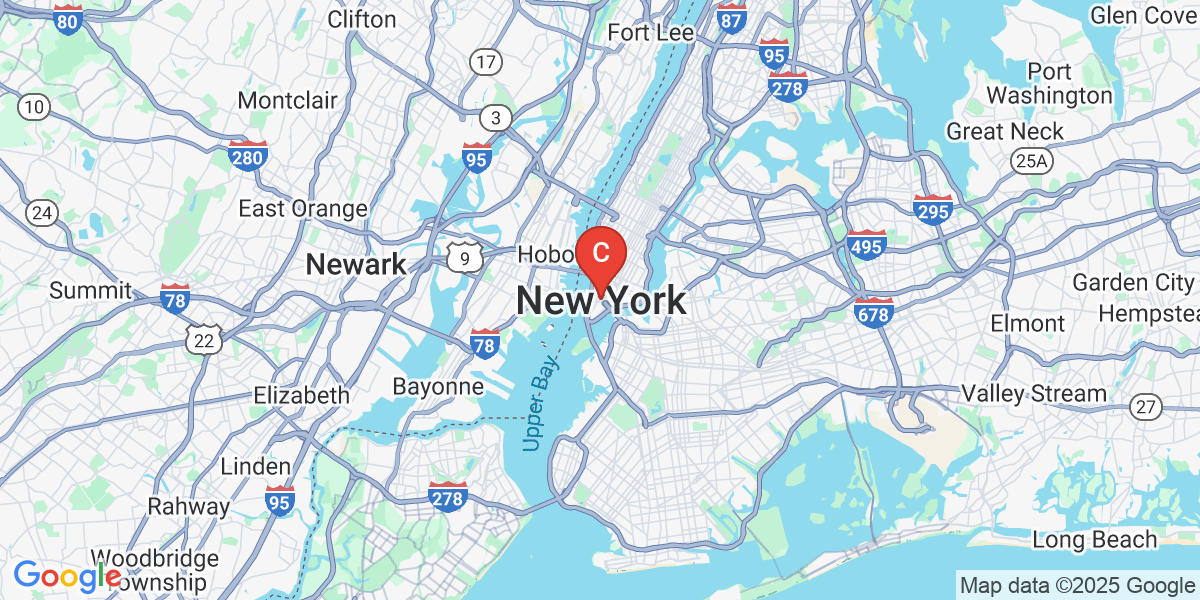 80
Clifton
Fort Lee
87
Glen Cove
95
17
278
Port
Washington
Montclair
10
3
Great Neck
25A
280
95
24
East Orange
295
Hobo
C
495
9
Newark
Summit
78
New York
Garden City
Hempstea
678
Elmont
22
78
Upper Bay
Bayonne
Elizabeth
Valley Stream
27
Linden
95
278
Rahway
Long Beach
Woodbridge
Township
Google
Map data ©2025 Google